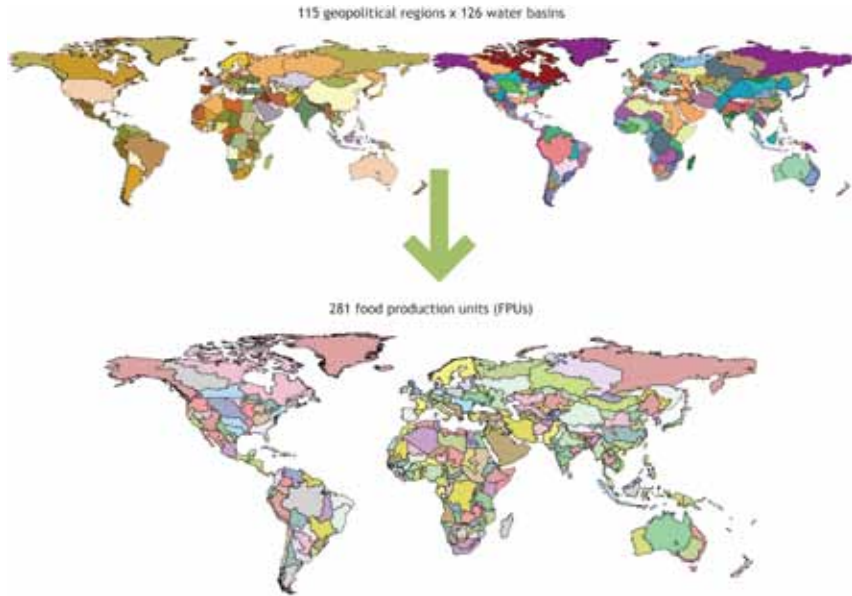 115 geopolitical regions x 126 water basins
281 food production units (FPUs)